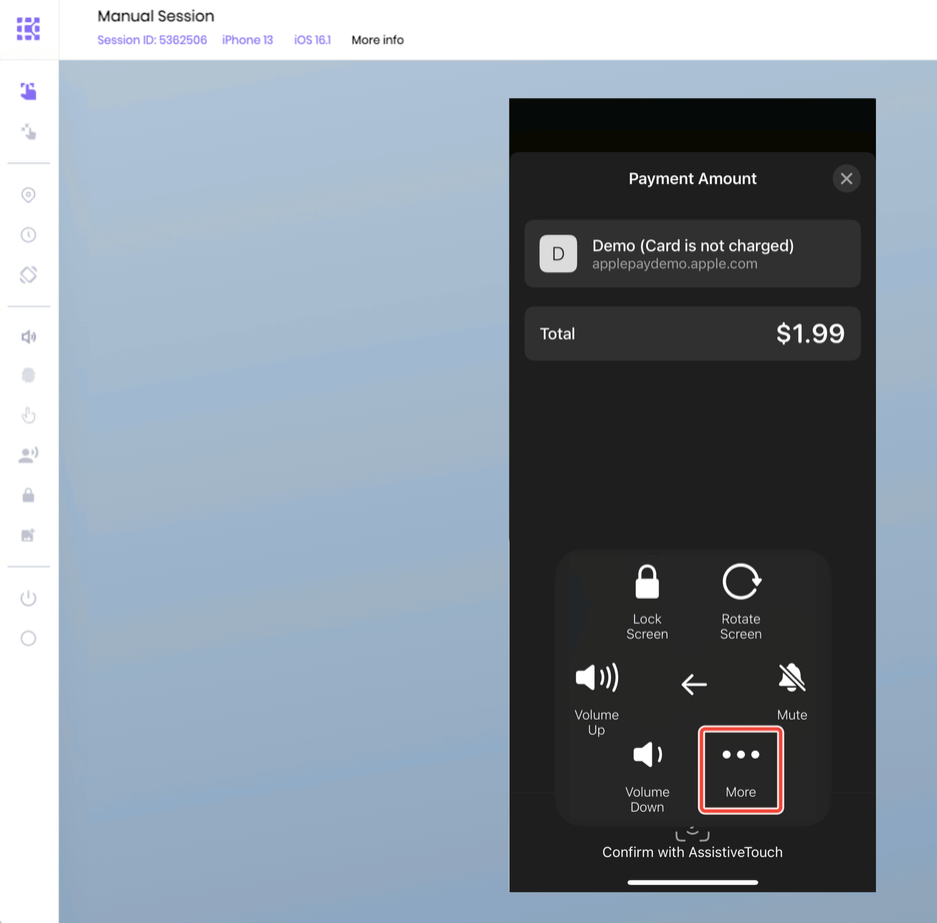 Manual Session
Session ID: 5362506 iPhone 13 iOS 16.1 More info
Payment Amount
D
Demo (Card is not charged)
applepaydemo.apple.com
Total $1.99
Lock
Screen
Rotate
Screen
Volume
Up
Mute
Volume
Down
More
Confirm with AssistiveTouch